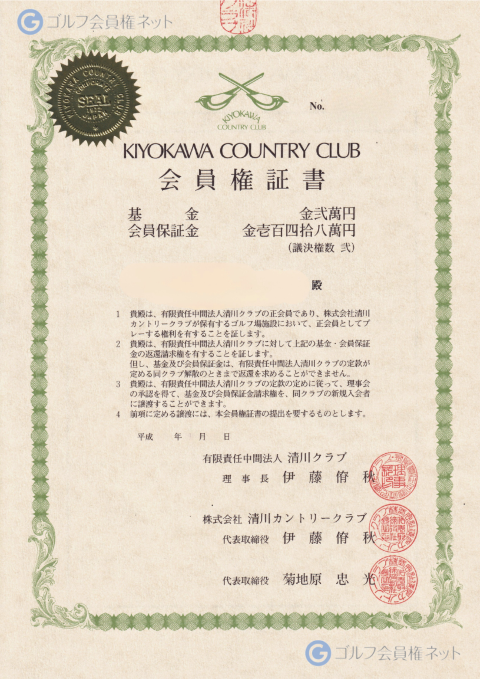 ゴルフ会員権ネット
KIYOKAWA COUNTRY CLUB
CORPORATE
SEAL
JAPAN
KIYOKAWA
COUNTRY CLUB
No.
KIYOKAWA COUNTRY CLUB
会員権証書
基金 金弐萬円
会員保証金 金壱百四拾八萬円
(議決権数 弐)
殿
1 貴殿は、有限責任中間法人清川クラブの正会員であり、株式会社清川
カントリークラブが保有するゴルフ場施設において、正会員としてプ
レーする権利を有することを証します。
2 貴殿は、有限責任中間法人清川クラブに対して上記の基金・会員保証
金の返還請求権を有することを証します。
但し、基金及び会員保証金は、有限責任中間法人清川クラブの定款が
定める同クラブ解散のときまで返還を求めることができません。
3 貴殿は、有限責任中間法人清川クラブの定款の定めに従って、理事会
の承認を得て、基金及び会員保証金請求権を、同クラブの新規入会者
に譲渡することができます。
4 前項に定める譲渡には、本会員権証書の提出を要するものとします。
平成 年 月 日
有限責任中間法人 清川クラブ
理事長 伊藤脩秋
株式会社 清川カントリークラブ
代表取締役 伊藤脩秋
代表取締役 菊地原忠光
ゴルフ会員権ネット